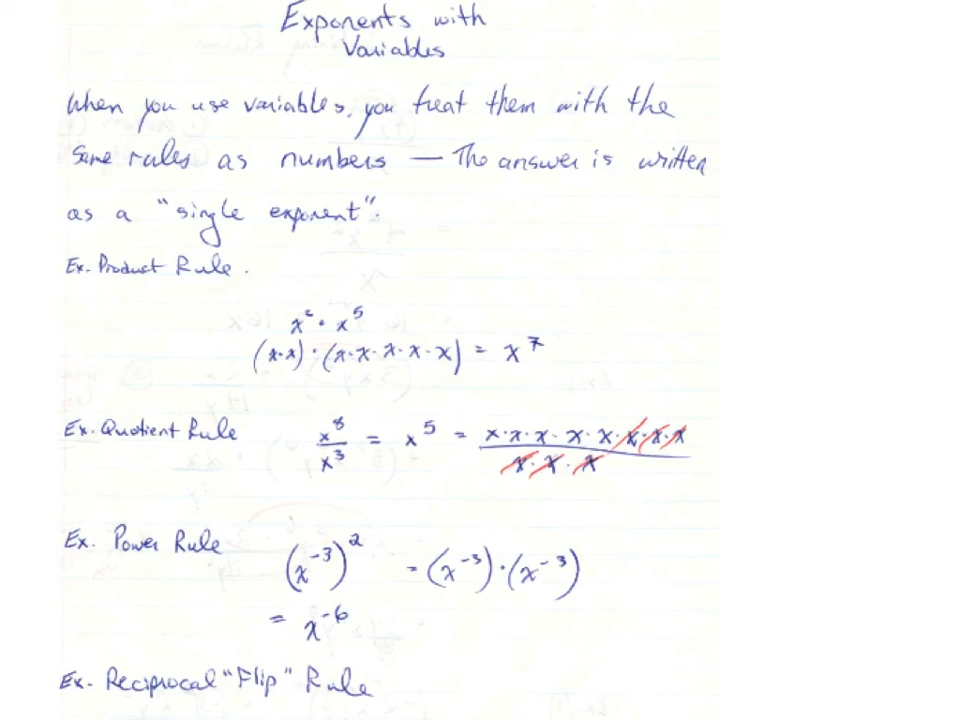 Exponents with
Variables
When you use variables, you treat them with the
same rules as numbers — The answer is written
as a "single exponent".
Ex. Product Rule.
x² · x⁵
(x·x) · (x·x·x·x·x) = x⁷
Ex. Quotient Rule x⁸/x³ = x⁵ = x·x·x·x·x·x·x·x / x·x·x
Ex. Power Rule (x⁻³)² = (x⁻³)·(x⁻³)
= x⁻⁶
Ex. Reciprocal "Flip" Rule